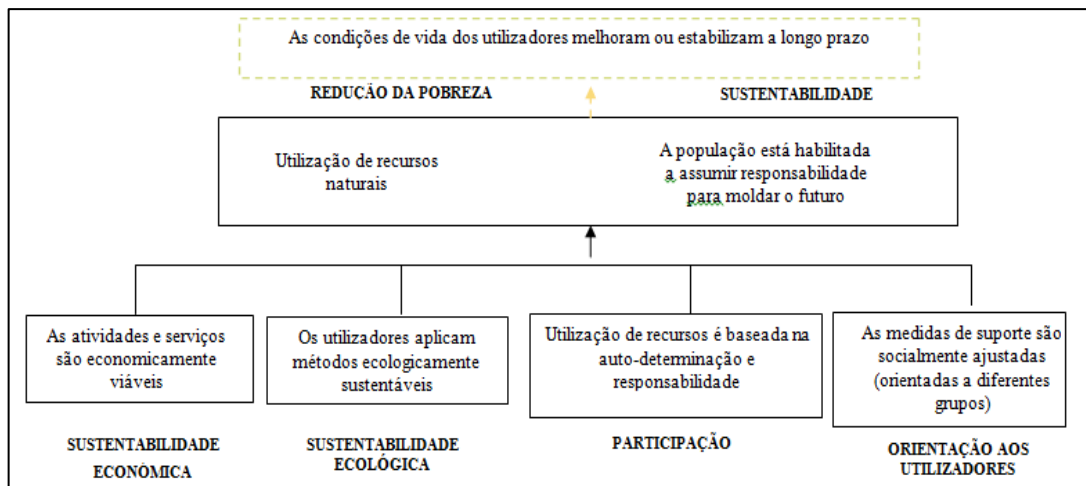 As condições de vida dos utilizadores melhoram ou estabilizam a longo prazo
REDUÇÃO DA POBREZA
SUSTENTABILIDADE
Utilização de recursos
naturais
A população está habilitada
a assumir responsabilidade
para moldar o futuro
As atividades e serviços
são economicamente
viáveis
Os utilizadores aplicam
métodos ecologicamente
sustentáveis
Utilização de recursos é baseada na
auto-determinação e
responsabilidade
As medidas de suporte são
socialmente ajustadas
(orientadas a diferentes
grupos)
SUSTENTABILIDADE
ECONÔMICA
SUSTENTABILIDADE
ECOLÓGICA
PARTICIPAÇÃO
ORIENTAÇÃO AOS
UTILIZADORES